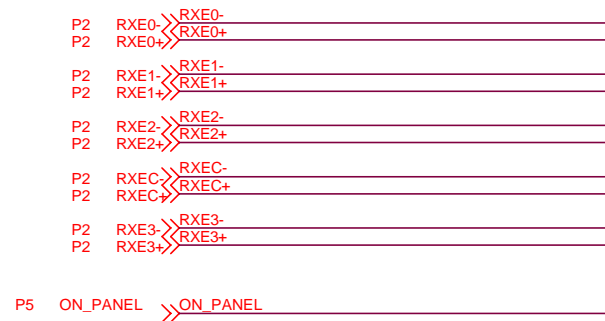 P2 RXE0- RXE0-
P2 RXE0+ RXE0+
P2 RXE1- RXE1-
P2 RXE1+ RXE1+
P2 RXE2- RXE2-
P2 RXE2+ RXE2+
P2 RXEC- RXEC-
P2 RXEC+ RXEC+
P2 RXE3- RXE3-
P2 RXE3+ RXE3+
P5 ON_PANEL ON_PANEL